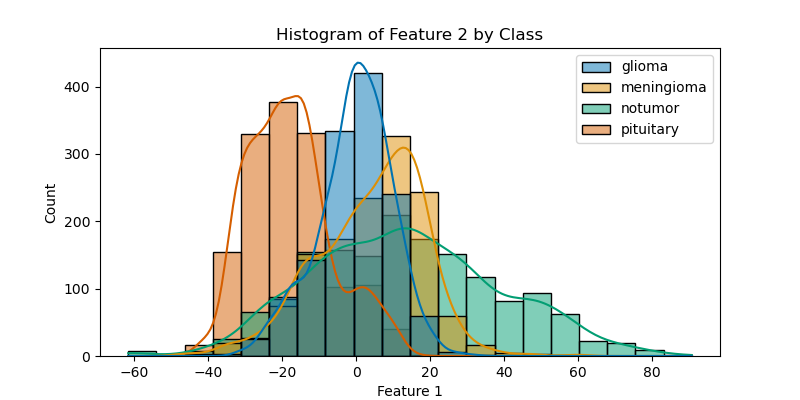 Histogram of Feature 2 by Class
glioma
meningioma
notumor
pituitary
Count
400
300
200
100
0
−60 −40 −20 0 20 40 60 80
Feature 1